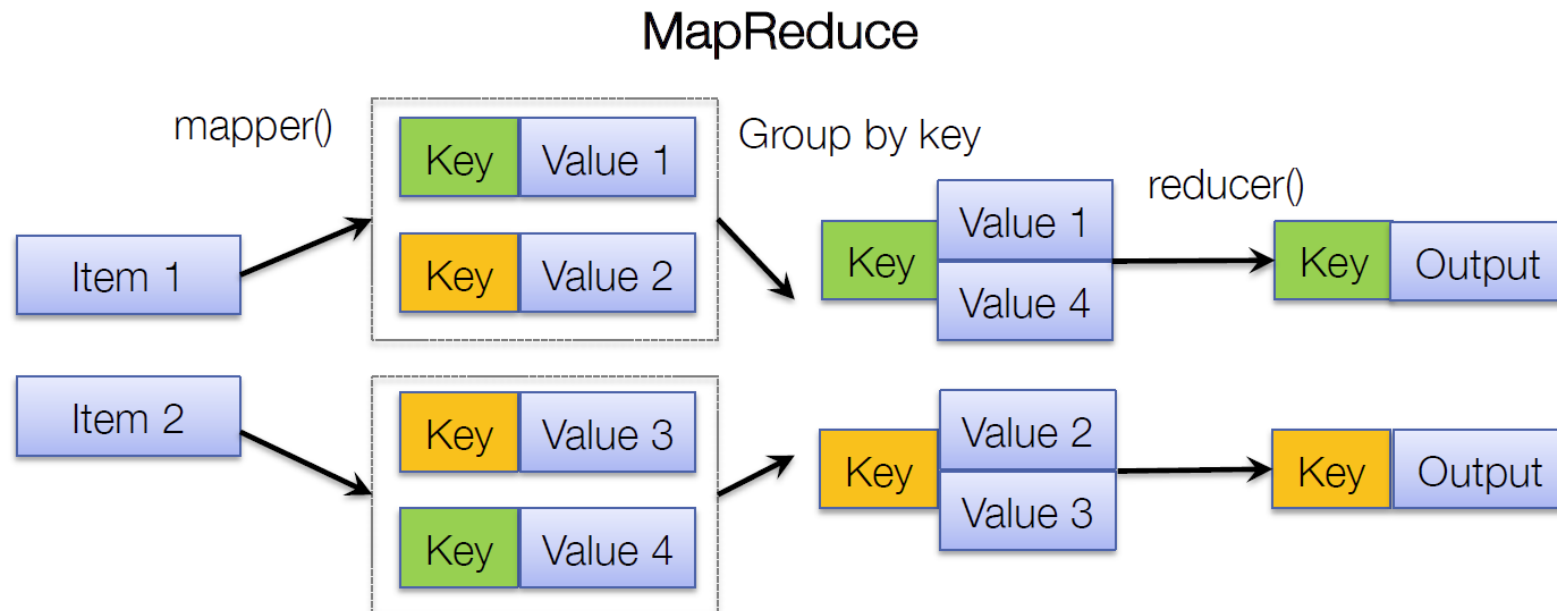 MapReduce
mapper()
Group by key
reducer()
Item 1
Key Value 1
Key Value 2
Key
Value 1
Value 4
Key Output
Item 2
Key Value 3
Key Value 4
Key
Value 2
Value 3
Key Output